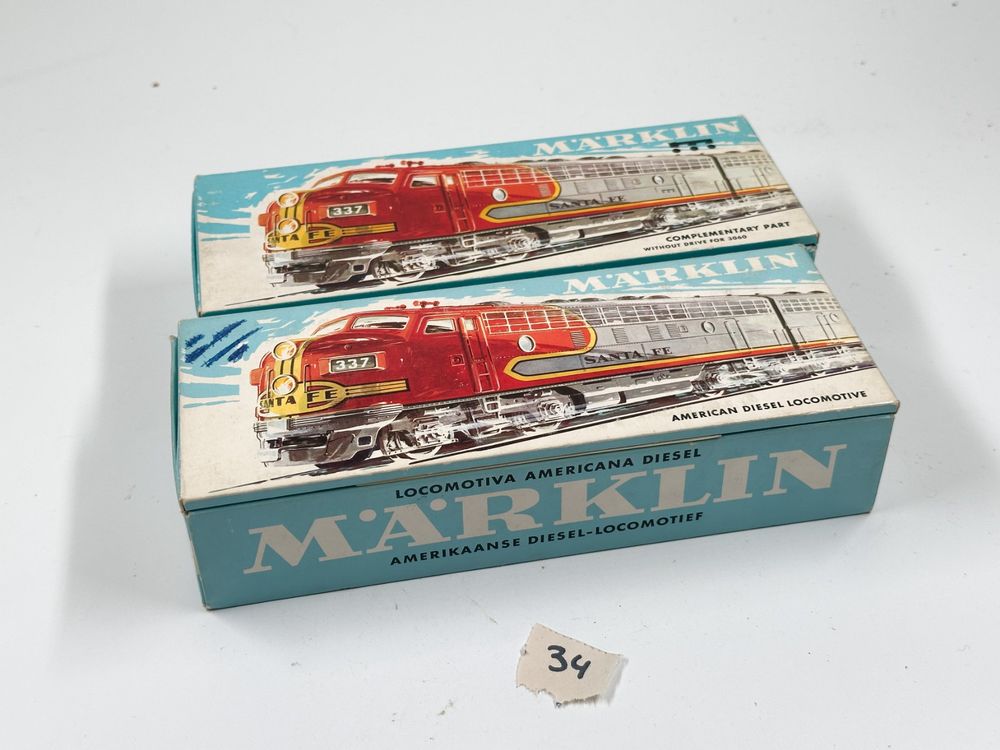 MÄRKLIN
337
SANTA FE
SANTA FE
COMPLEMENTARY PART
WITHOUT DRIVE FOR 3060
MÄRKLIN
337
SANTA FE
SANTA FE
AMERICAN DIESEL LOCOMOTIVE
LOCOMOTIVA AMERICANA DIESEL
MÄRKLIN
AMERIKAANSE DIESEL-LOCOMOTIEF
34